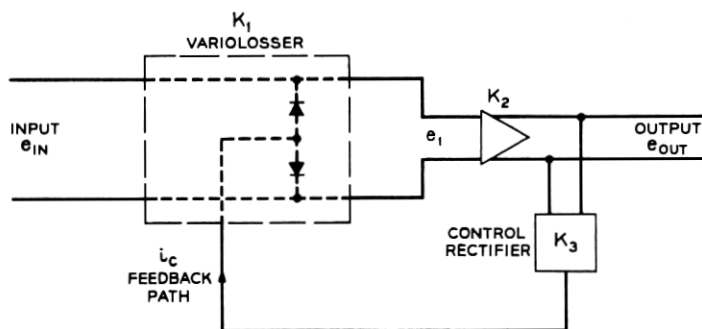 K1
VARIOLOSSER
INPUT
eIN
e1
K2
OUTPUT
eOUT
CONTROL
RECTIFIER
K3
ic
FEEDBACK
PATH